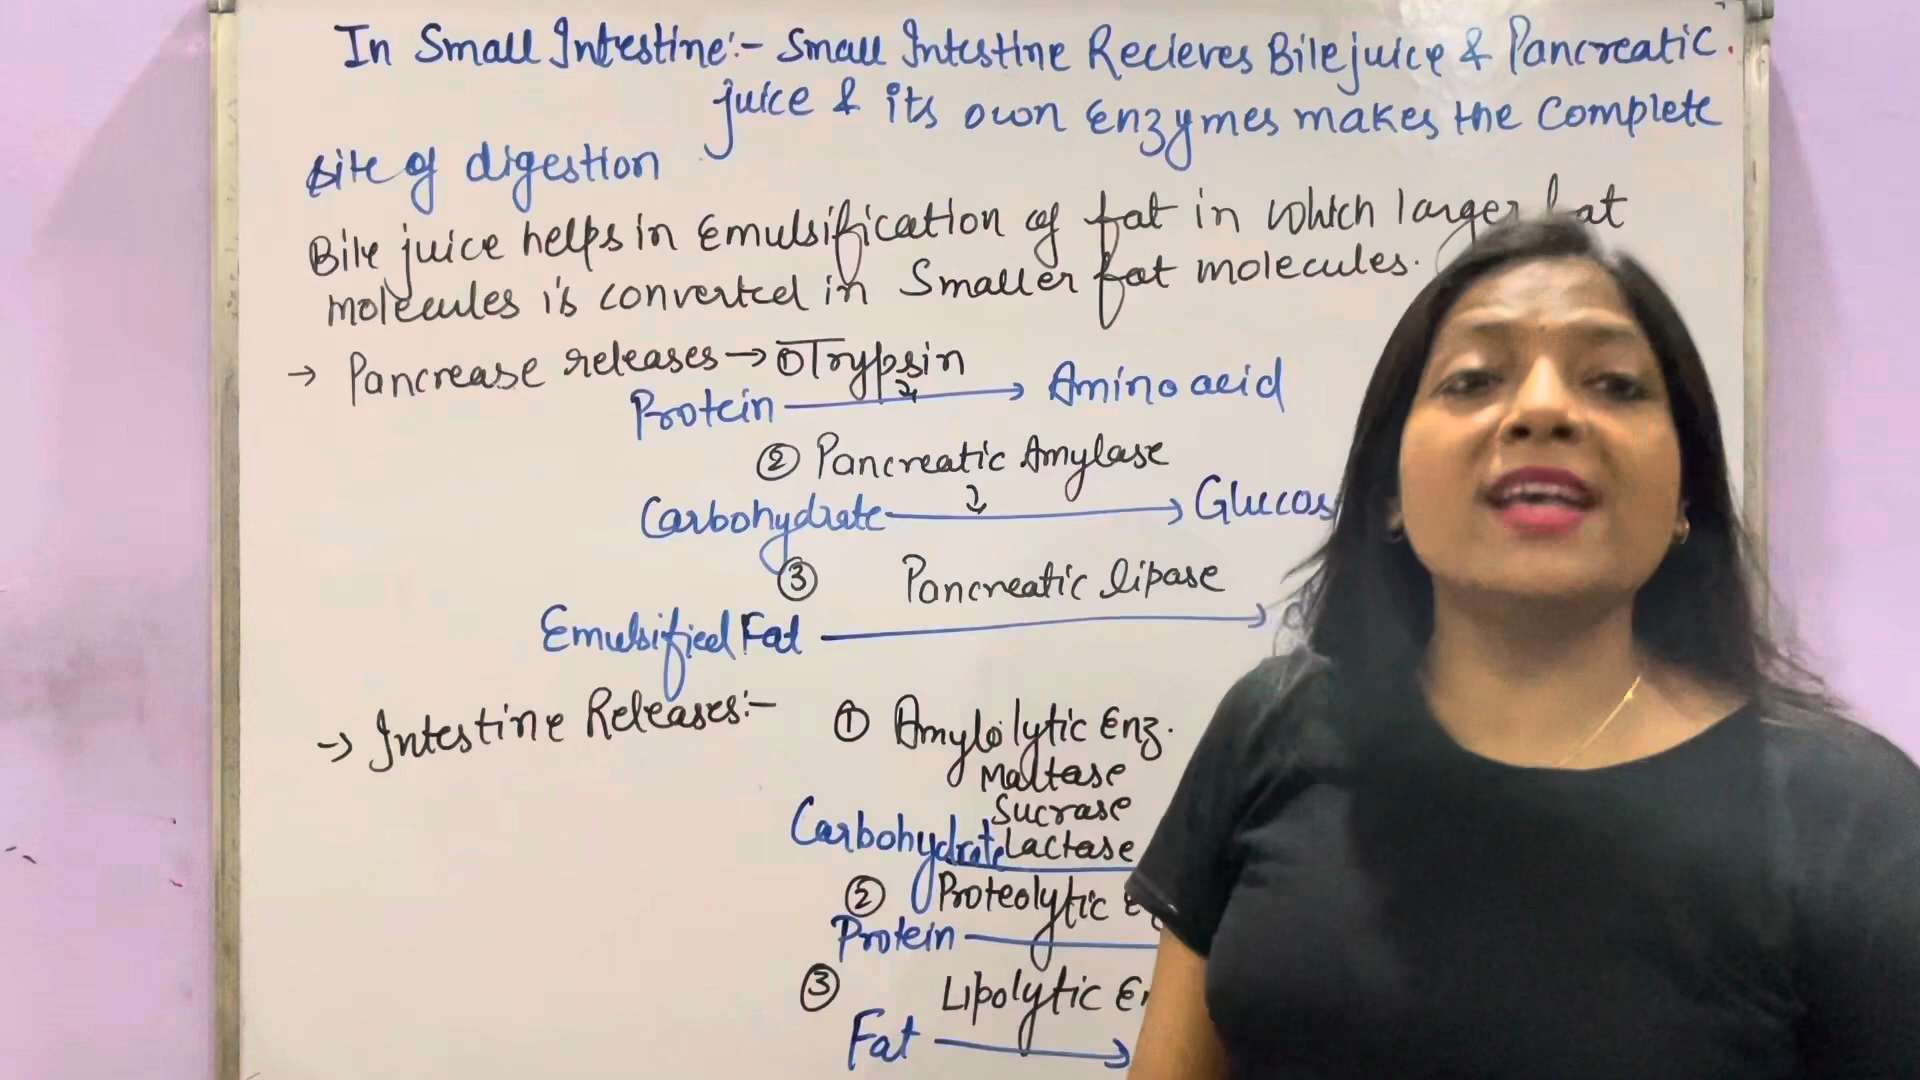 In Small Intestine:- Small Intestine Recieves Bile juice & Pancreatic.
juice & its own Enzymes makes the complete
site of digestion
Bile juice helps in Emulsification of fat in which larger fat
molecules is converted in Smaller fat molecules.
→ Pancrease releases → ① Trypsin
Protein → Amino acid
② Pancreatic Amylase
Carbohydrate → Glucos
③ Pancreatic lipase
Emulsified Fat →
→ Intestine Releases:- ① Amylolytic Enz.
Maltase
Sucrase
Carbohydrate Lactase
② Proteolytic
Protein
③ Lipolytic
Fat →